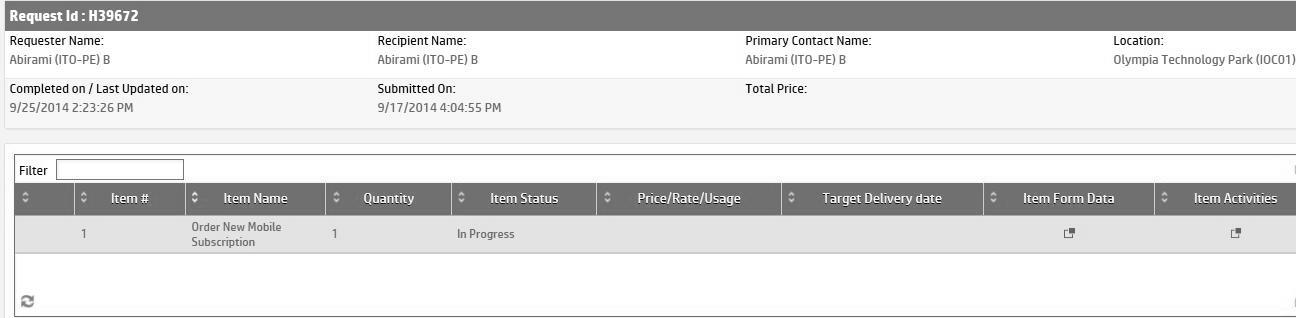 Request Id : H39672
Requester Name: Recipient Name: Primary Contact Name: Location:
Abirami (ITO-PE) B Abirami (ITO-PE) B Abirami (ITO-PE) B Olympia Technology Park (IOC01)
Completed on / Last Updated on: Submitted On: Total Price:
9/25/2014 2:23:26 PM 9/17/2014 4:04:55 PM
Filter
Item # Item Name Quantity Item Status Price/Rate/Usage Target Delivery date Item Form Data Item Activities
1 Order New Mobile 1 In Progress
Subscription